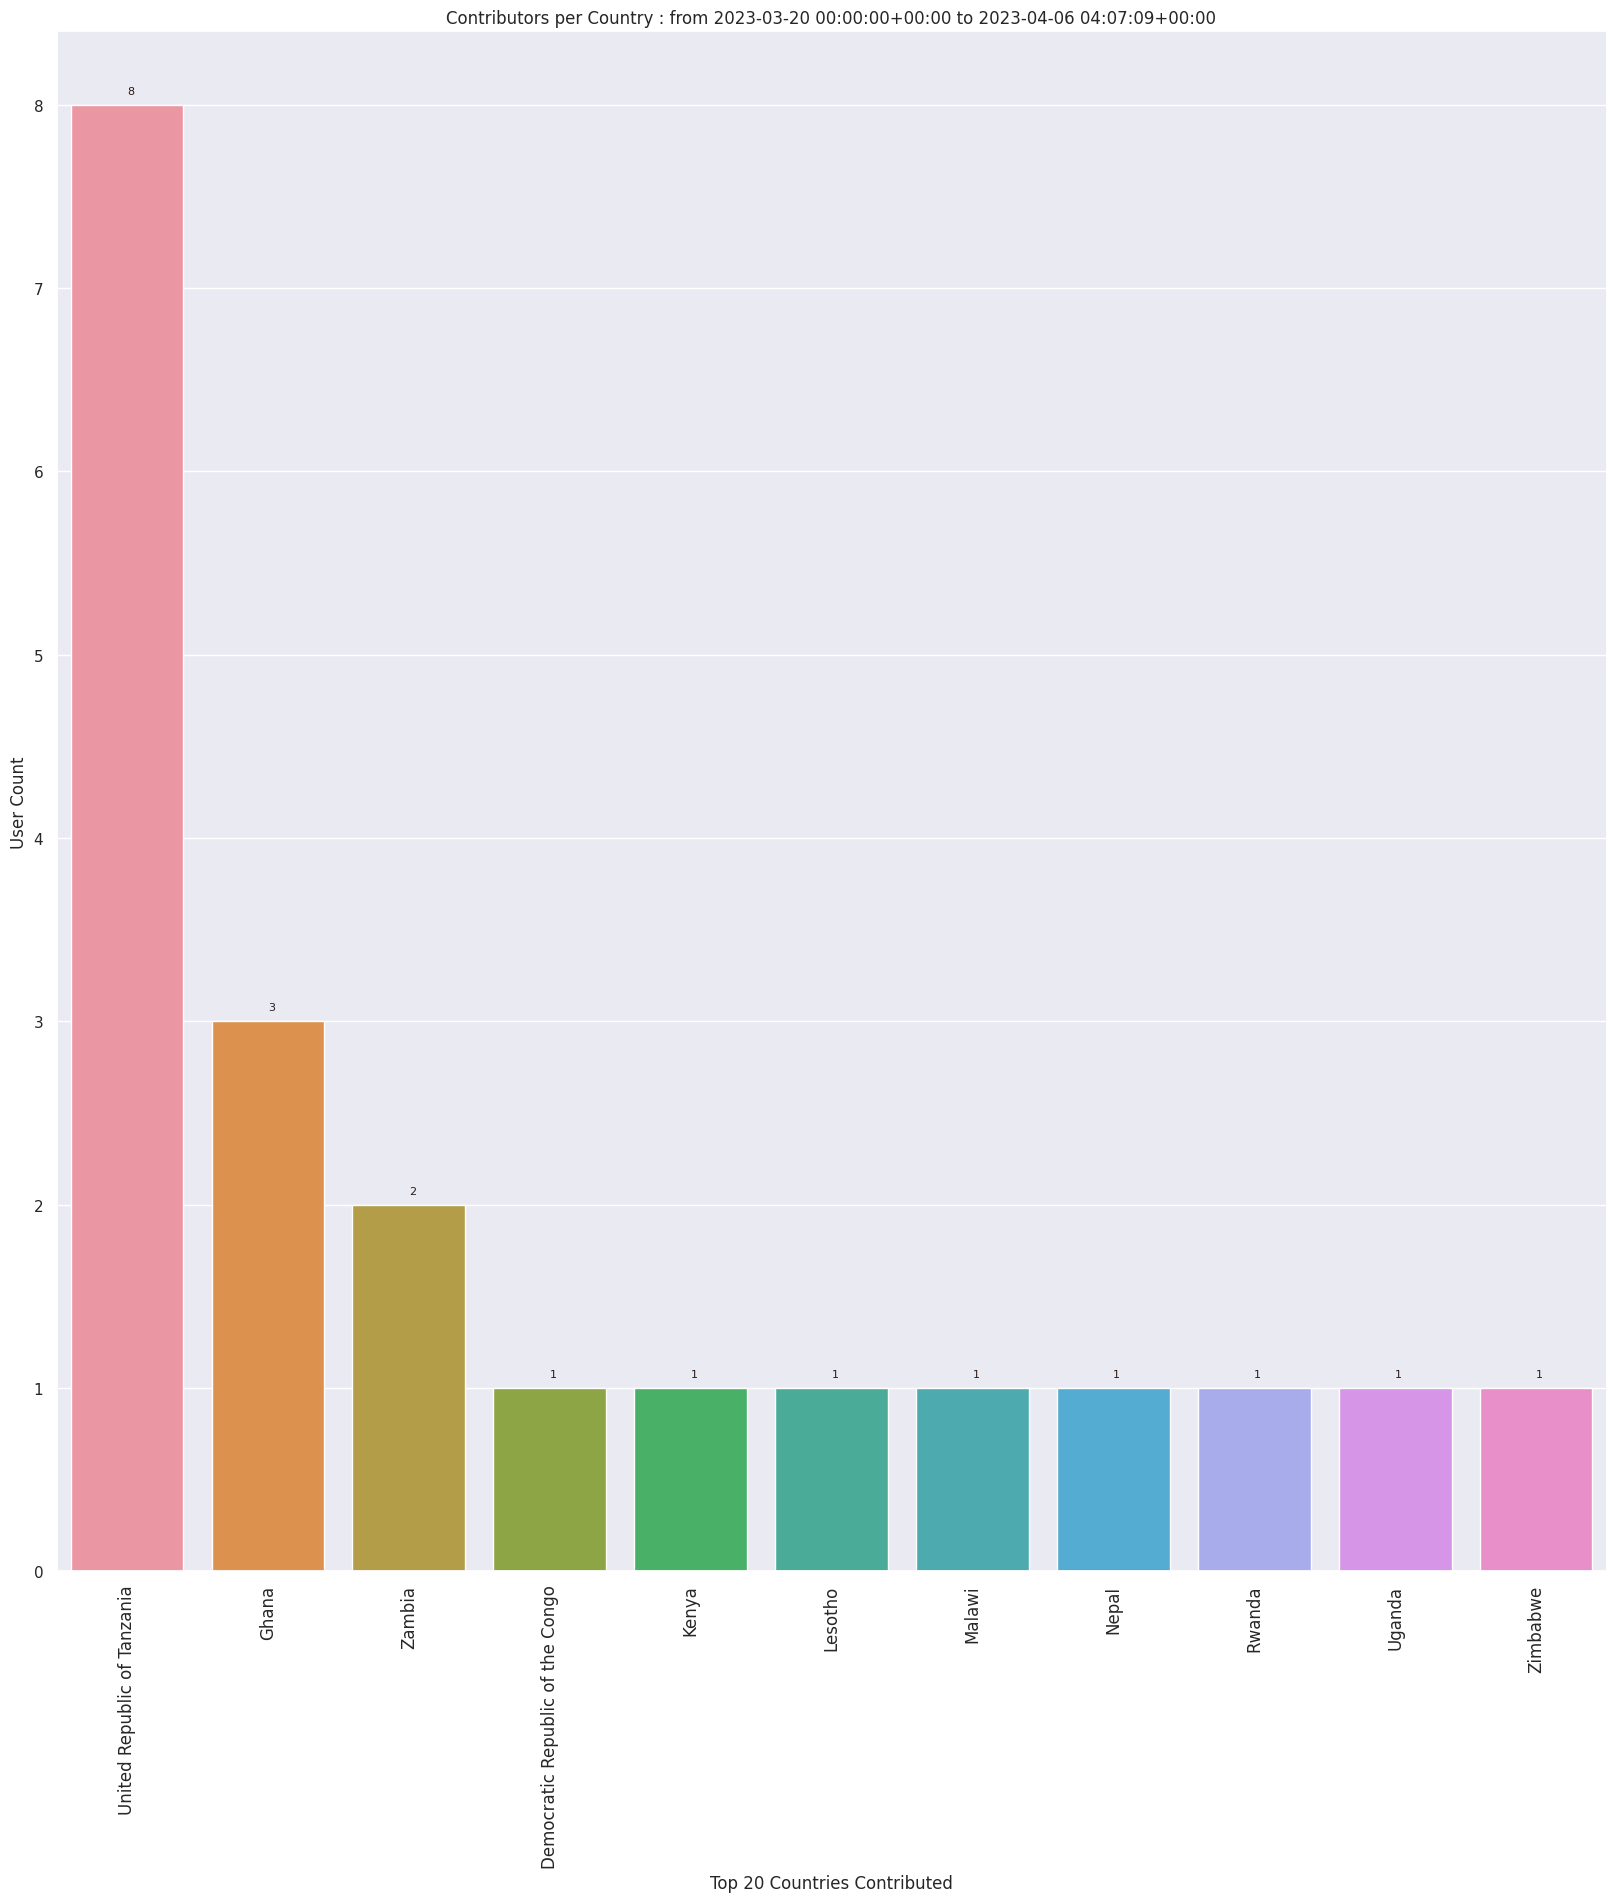 Contributors per Country : from 2023-03-20 00:00:00+00:00 to 2023-04-06 04:07:09+00:00
8
7
6
5
4
3
2
1
0
User Count
8
3
2
1
1
1
1
1
1
1
1
United Republic of Tanzania
Ghana
Zambia
Democratic Republic of the Congo
Kenya
Lesotho
Malawi
Nepal
Rwanda
Uganda
Zimbabwe
Top 20 Countries Contributed